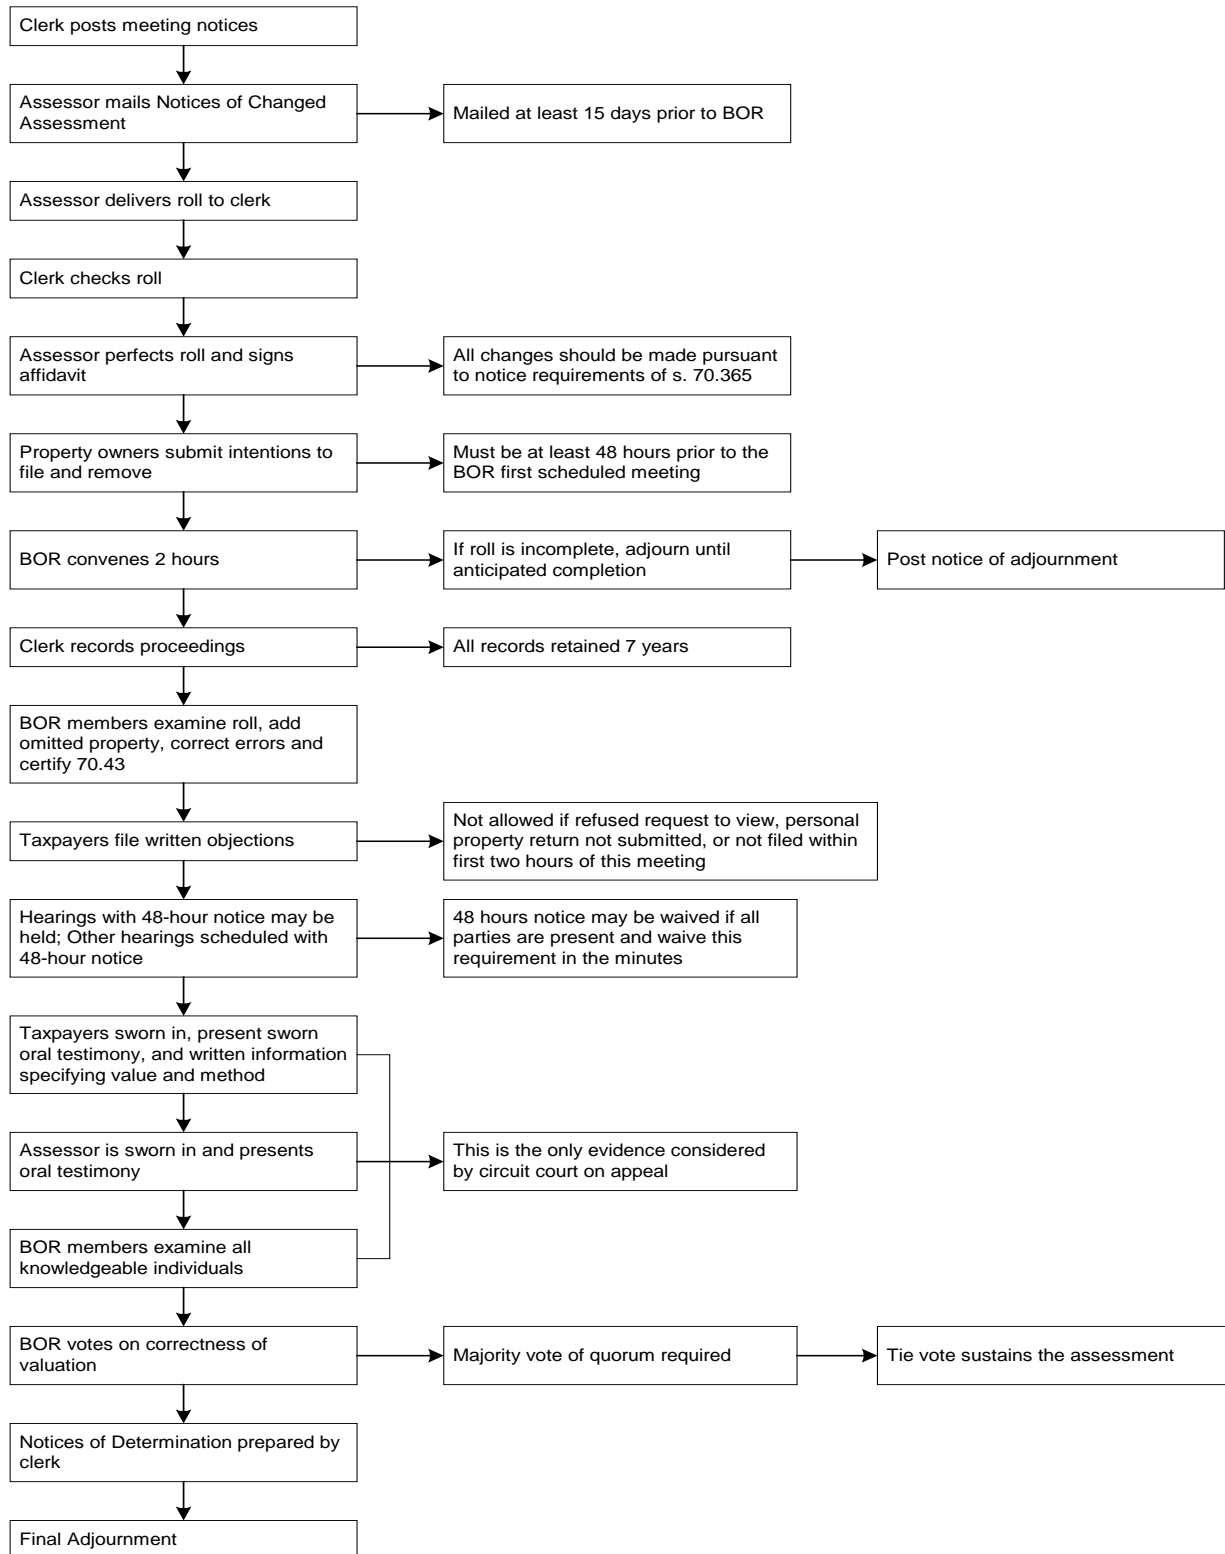 Clerk posts meeting notices
Assessor mails Notices of Changed
Assessment
Mailed at least 15 days prior to BOR
Assessor delivers roll to clerk
Clerk checks roll
Assessor perfects roll and signs
affidavit
All changes should be made pursuant
to notice requirements of s. 70.365
Property owners submit intentions to
file and remove
Must be at least 48 hours prior to the
BOR first scheduled meeting
BOR convenes 2 hours
If roll is incomplete, adjourn until
anticipated completion
Post notice of adjournment
Clerk records proceedings
All records retained 7 years
BOR members examine roll, add
omitted property, correct errors and
certify 70.43
Taxpayers file written objections
Not allowed if refused request to view, personal
property return not submitted, or not filed within
first two hours of this meeting
Hearings with 48-hour notice may be
held; Other hearings scheduled with
48-hour notice
48 hours notice may be waived if all
parties are present and waive this
requirement in the minutes
Taxpayers sworn in, present sworn
oral testimony, and written information
specifying value and method
Assessor is sworn in and presents
oral testimony
This is the only evidence considered
by circuit court on appeal
BOR members examine all
knowledgeable individuals
BOR votes on correctness of
valuation
Majority vote of quorum required
Tie vote sustains the assessment
Notices of Determination prepared by
clerk
Final Adjournment